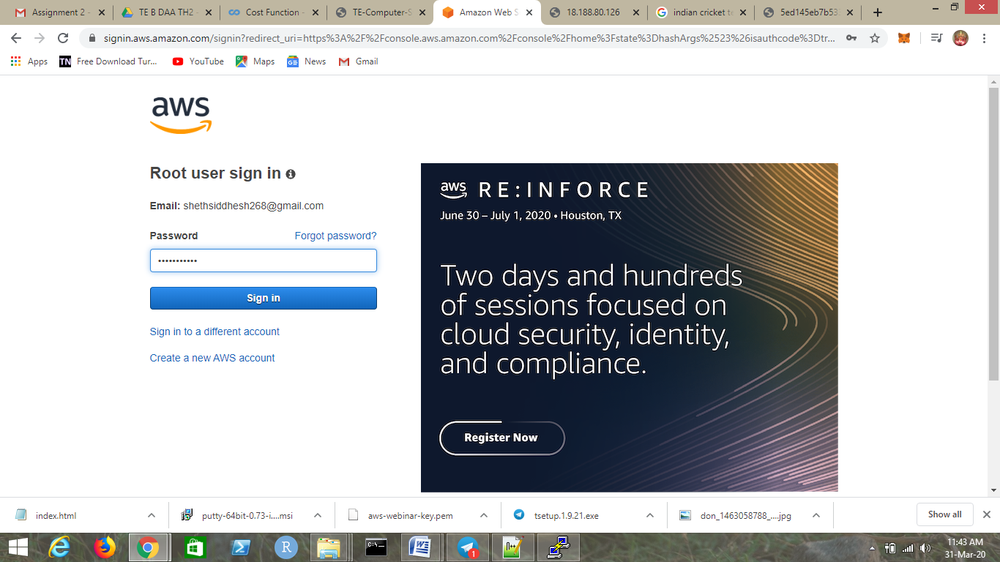 Assignment 2 -
TE B DAA TH2 -
Cost Function -
TE-Computer-S
Amazon Web S
18.188.80.126
indian cricket te
5ed145eb7b53
signin.aws.amazon.com/signin?redirect_uri=https%3A%2F%2Fconsole.aws.amazon.com%2Fconsole%2Fhome%3Fstate%3DhashArgs%2523%26isauthcode%3Dtr...
Apps
TN Free Download Tur...
YouTube
Maps
News
Gmail
aws
Root user sign in
Email: shethsiddhesh268@gmail.com
Password
Forgot password?
•••••••••••
Sign in
Sign in to a different account
Create a new AWS account
aws RE:INFORCE
June 30 – July 1, 2020 • Houston, TX
Two days and hundreds
of sessions focused on
cloud security, identity,
and compliance.
Register Now
index.html
putty-64bit-0.73-i....msi
aws-webinar-key.pem
tsetup.1.9.21.exe
don_1463058788_....jpg
Show all
1
11:43 AM
31-Mar-20